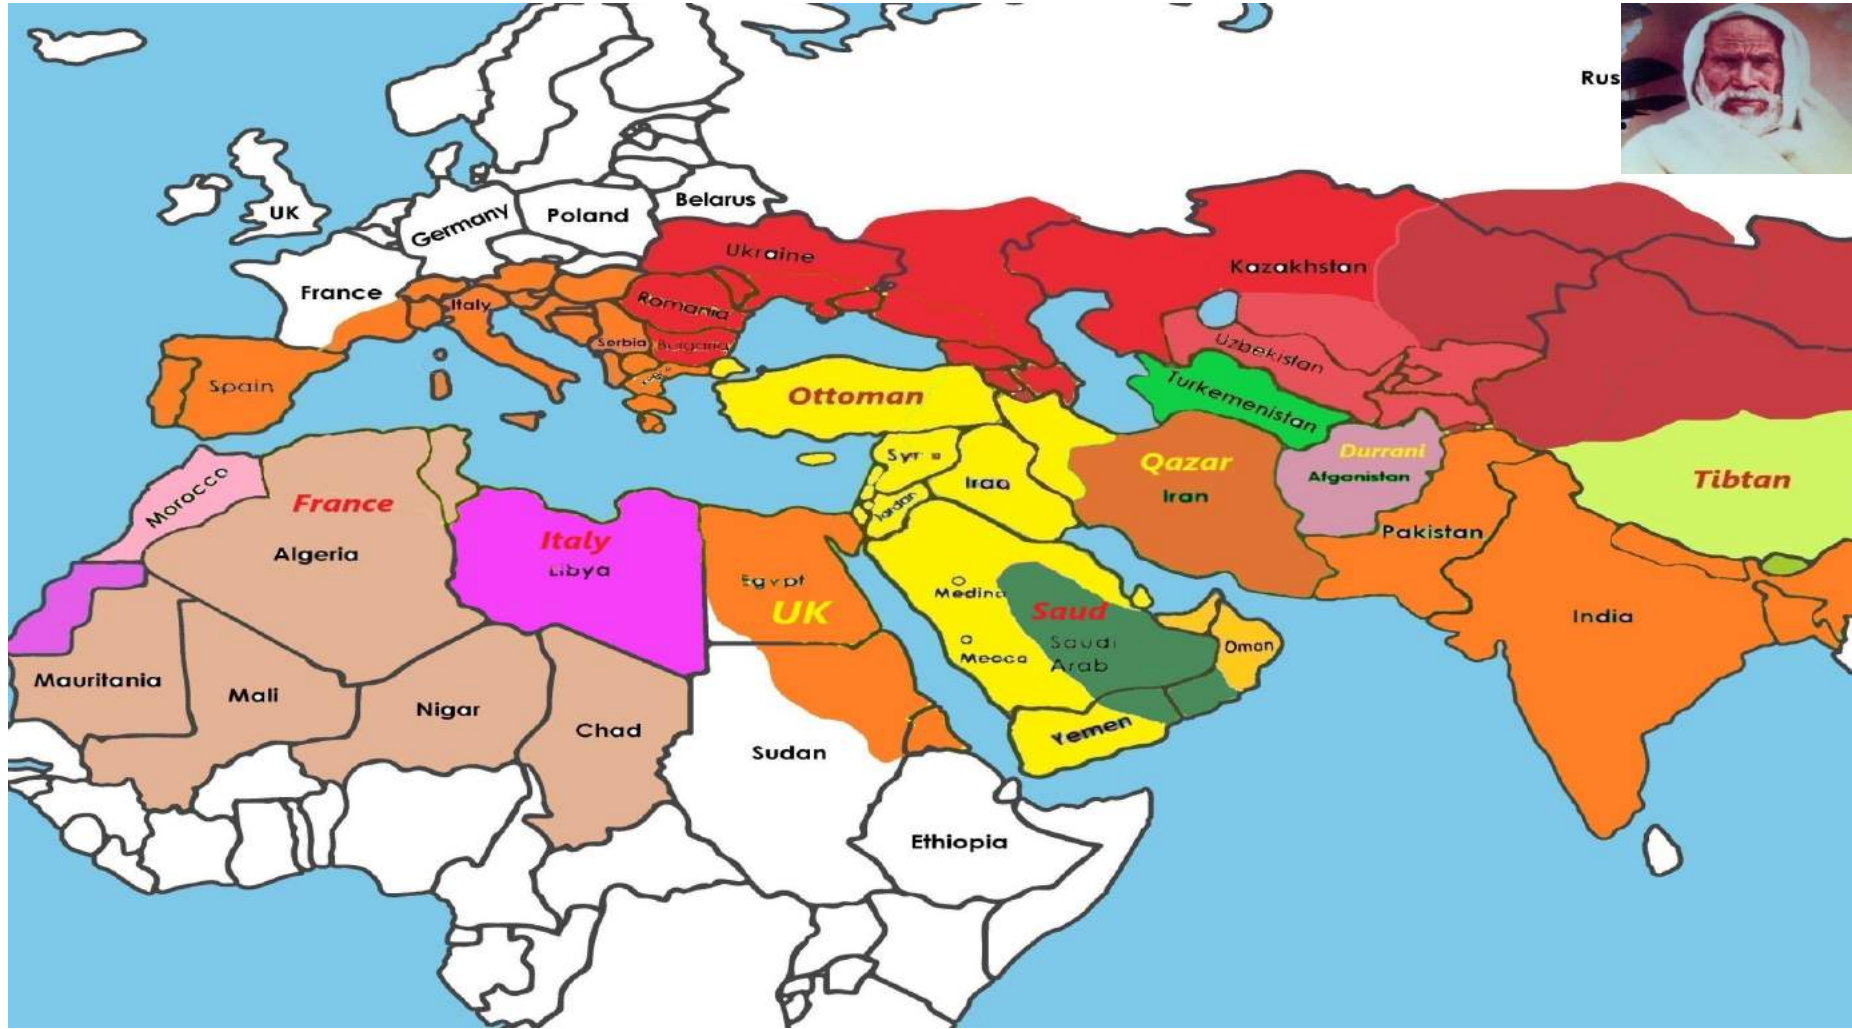 Rus
UK
Germany
Poland
Belarus
France
Ukraine
Kazakhstan
Italy
Romania
Serbia
Bulgaria
Uzbekistan
Spain
Ottoman
Turkemenistan
Morocco
France
Algeria
Italy
Libya
Egypt
UK
Iraq
Jordan
Qazar
Iran
Durrani
Afganistan
Pakistan
Tibtan
Medina
Mecca
Saud
Saudi
Arab
Oman
Yemen
India
Mauritania
Mali
Nigar
Chad
Sudan
Ethiopia